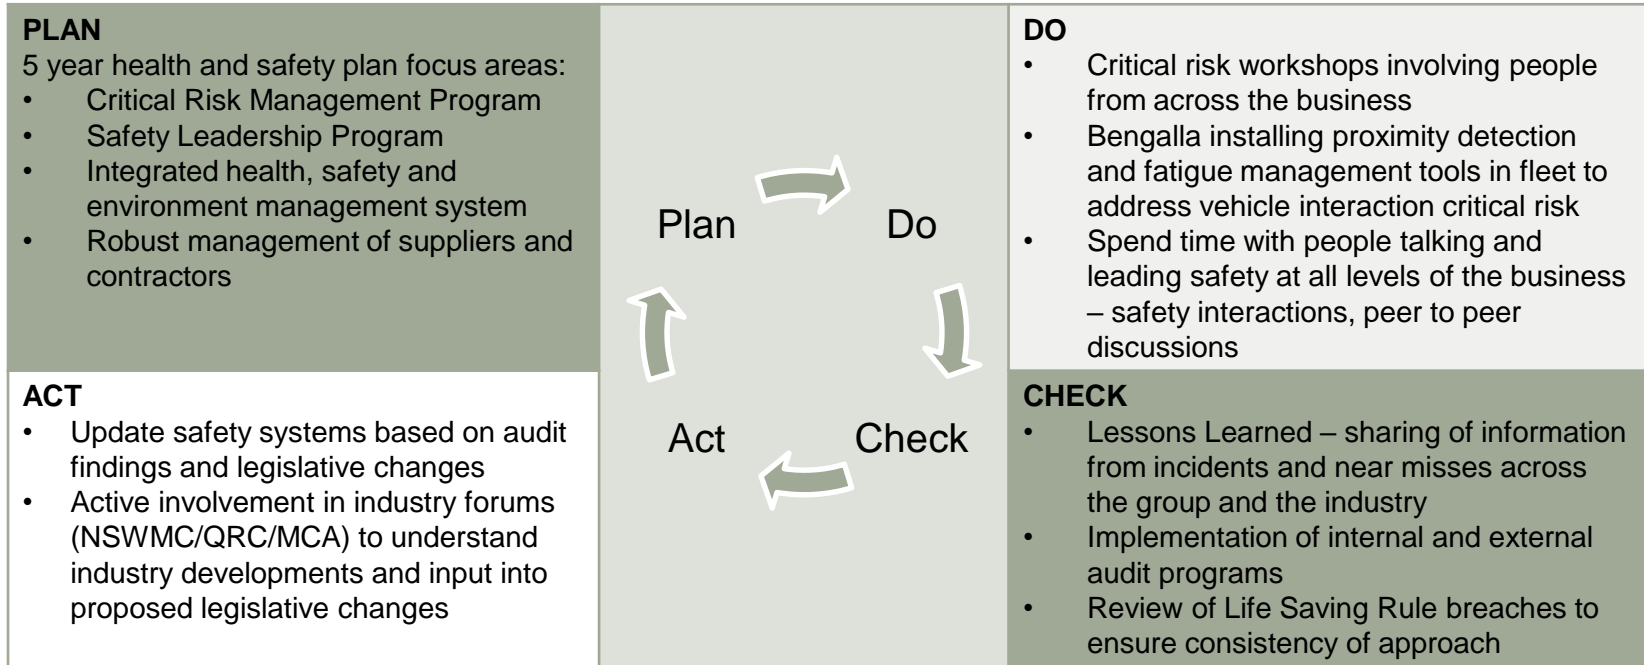 PLAN
5 year health and safety plan focus areas:
• Critical Risk Management Program
• Safety Leadership Program
• Integrated health, safety and
environment management system
• Robust management of suppliers and
contractors
Plan
Do
Act
Check
DO
• Critical risk workshops involving people
from across the business
• Bengalla installing proximity detection
and fatigue management tools in fleet to
address vehicle interaction critical risk
• Spend time with people talking and
leading safety at all levels of the business
– safety interactions, peer to peer
discussions
ACT
• Update safety systems based on audit
findings and legislative changes
• Active involvement in industry forums
(NSWMC/QRC/MCA) to understand
industry developments and input into
proposed legislative changes
CHECK
• Lessons Learned – sharing of information
from incidents and near misses across
the group and the industry
• Implementation of internal and external
audit programs
• Review of Life Saving Rule breaches to
ensure consistency of approach